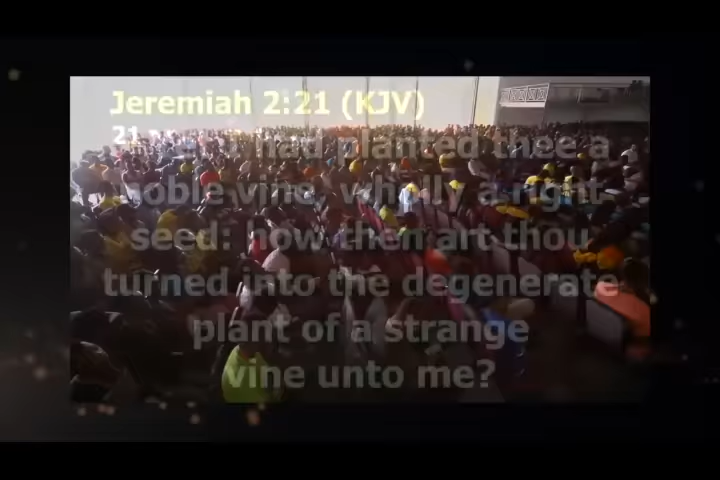 Jeremiah 2:21 (KJV)
21 had planted thee a
noble vine, wholly a right
seed: how then art thou
turned into the degenerate
plant of a strange
vine unto me?